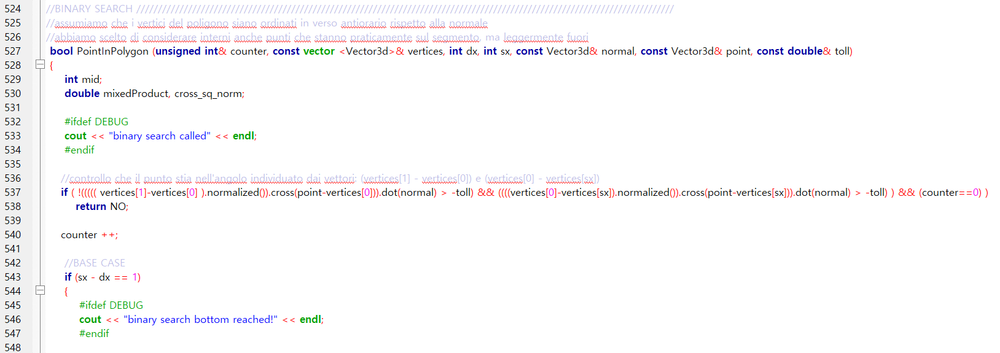 524 //BINARY SEARCH ////////////////////////////////////////////////////////////////////////////////////////////////////////////////////////////
525 //assumiamo che i vertici del poligono siano ordinati in verso antiorario rispetto alla normale
526 //abbiamo scelto di considerare interni anche punti che stanno praticamente sul segmento, ma leggermente fuori
527 bool PointInPolygon (unsigned int& counter, const vector <Vector3d>& vertices, int dx, int sx, const Vector3d& normal, const Vector3d& point, const double& toll)
528 {
529 int mid;
530 double mixedProduct, cross_sq_norm;
531
532 #ifdef DEBUG
533 cout << "binary search called" << endl;
534 #endif
535
536 //controllo che il punto stia nell'angolo individuato dai vettori: (vertices[1] - vertices[0]) e (vertices[0] - vertices[sx])
537 if ( !((((( vertices[1]-vertices[0] ).normalized()).cross(point-vertices[0])).dot(normal) > -toll) && ((((vertices[0]-vertices[sx]).normalized()).cross(point-vertices[sx])).dot(normal) > -toll) ) && (counter==0) )
538 return NO;
539
540 counter ++;
541
542 //BASE CASE
543 if (sx - dx == 1)
544 {
545 #ifdef DEBUG
546 cout << "binary search bottom reached!" << endl;
547 #endif
548